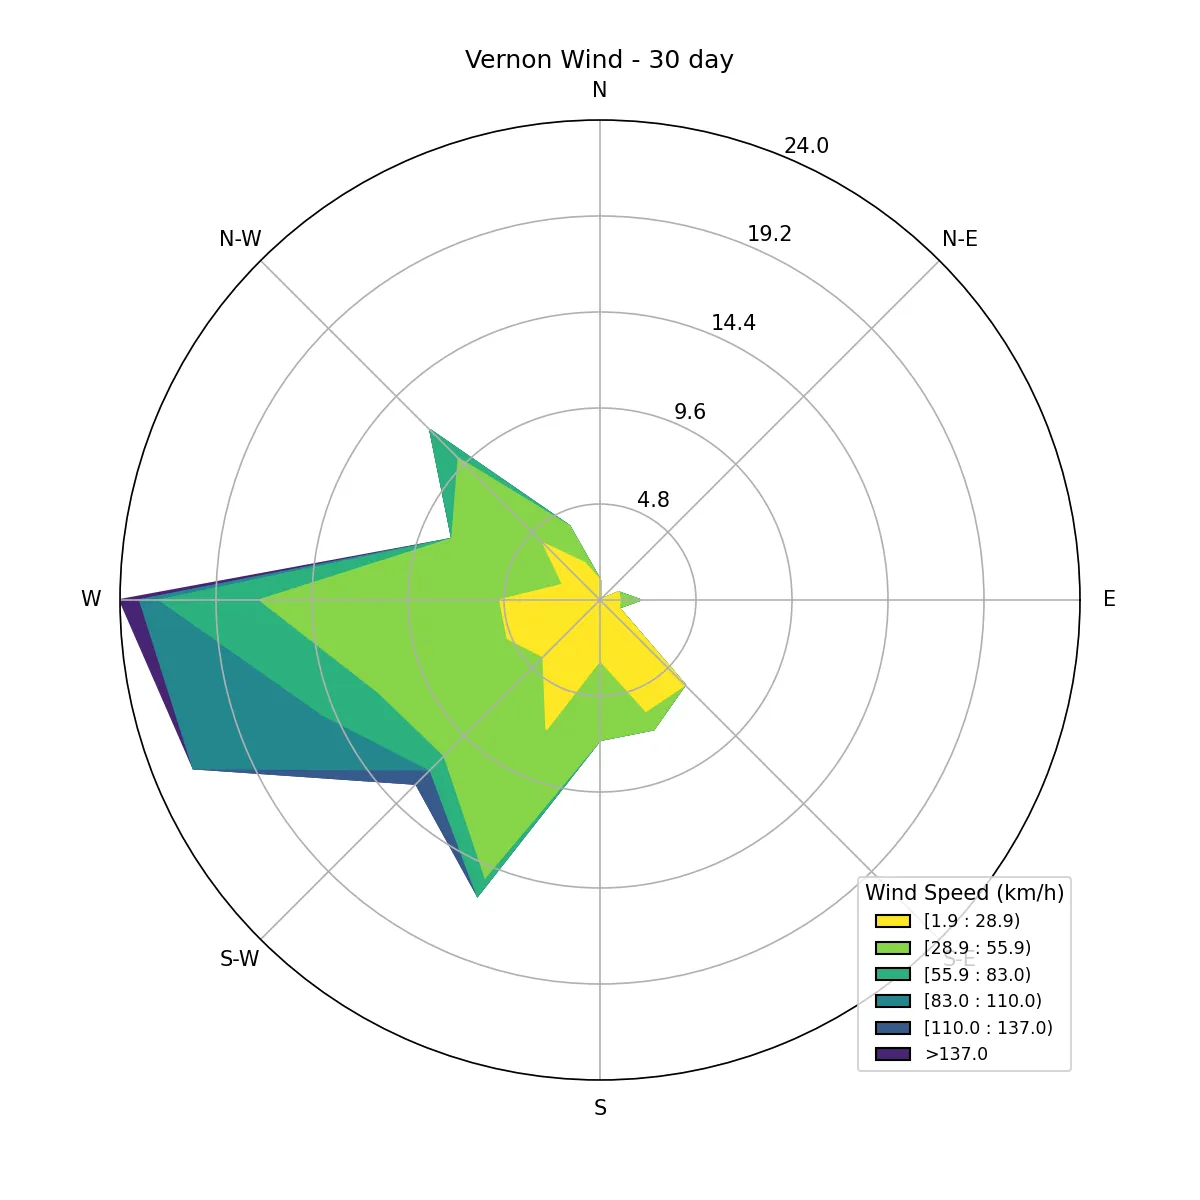 Vernon Wind - 30 day
N
24.0
19.2
N-W
N-E
14.4
9.6
4.8
W
E
S-W
S-E
Wind Speed (km/h)
[1.9 : 28.9)
[28.9 : 55.9)
[55.9 : 83.0)
[83.0 : 110.0)
[110.0 : 137.0)
>137.0
S